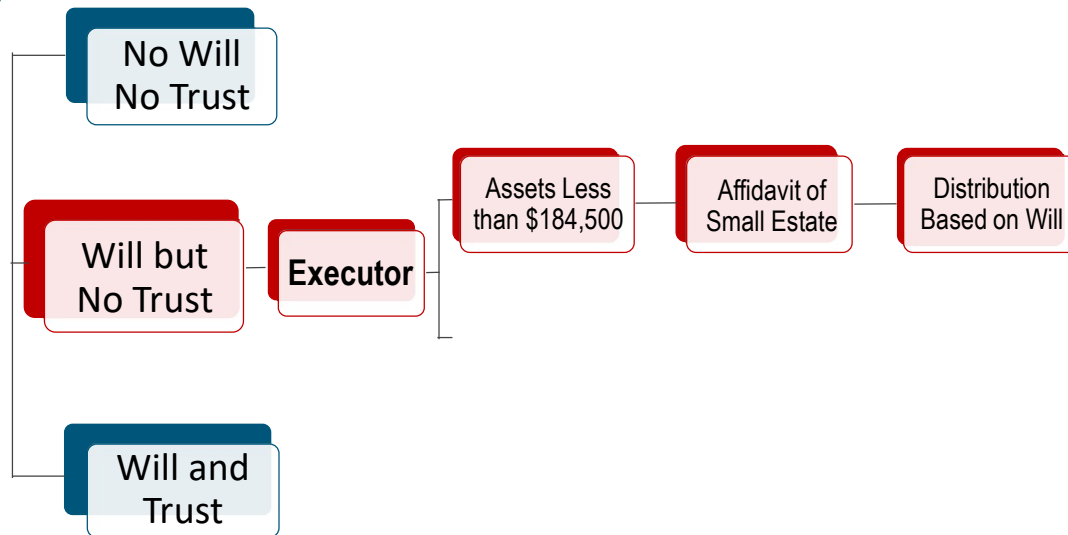 No Will
No Trust
Will but
No Trust
Executor
Assets Less
than $184,500
Affidavit of
Small Estate
Distribution
Based on Will
Will and
Trust